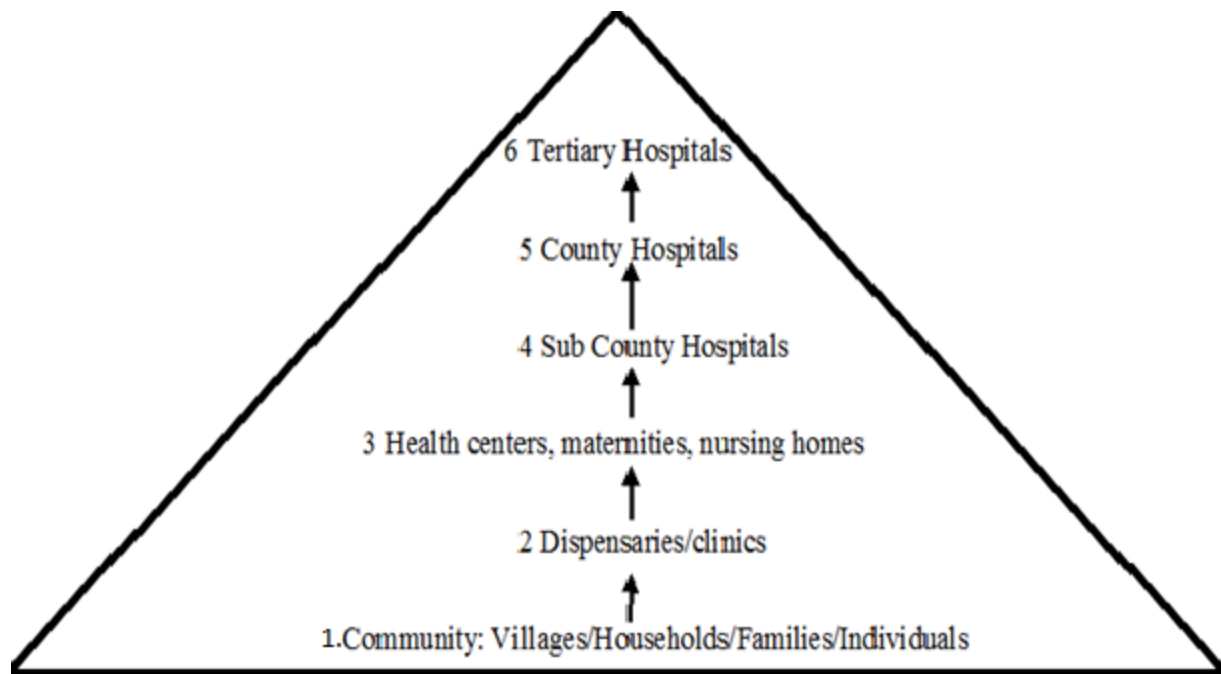 6 Tertiary Hospitals
5 County Hospitals
4 Sub County Hospitals
3 Health centers, maternities, nursing homes
2 Dispensaries/clinics
1.Community: Villages/Households/Families/Individuals